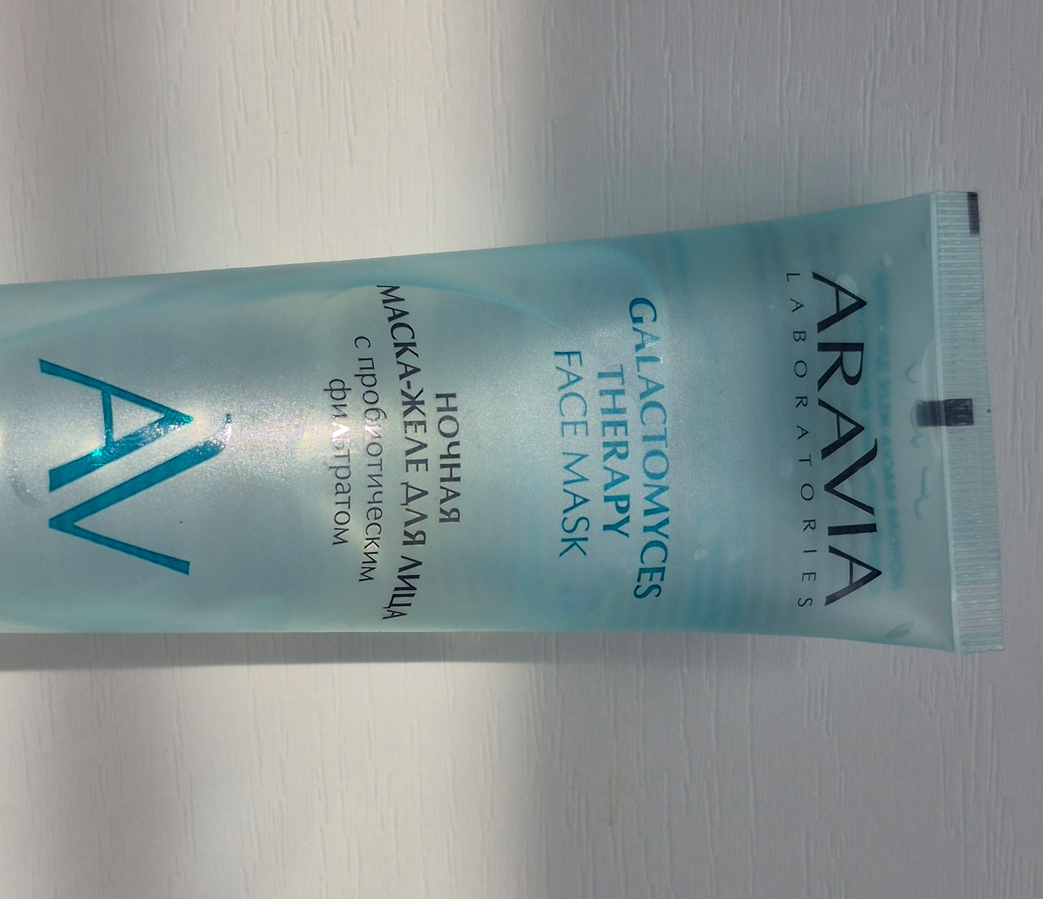 ARAVIA
LABORATORIES
GALACTOMYCES
THERAPY
FACE MASK
НОЧНАЯ
МАСКА-ЖЕЛЕ ДЛЯ ЛИЦА
с пробиотическим
фильтратом
AV